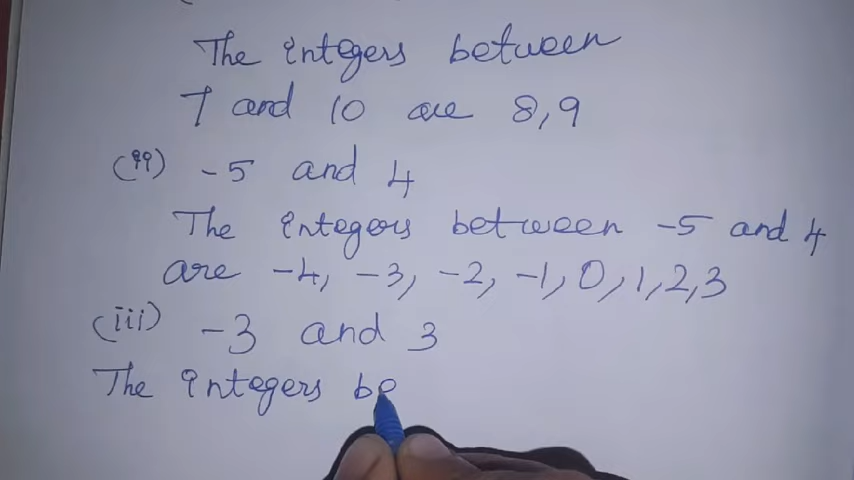 The integers between
7 and 10 are 8,9
(ii) -5 and 4
The integers between -5 and 4
are -4, -3, -2, -1, 0, 1, 2, 3
(iii) -3 and 3
The integers be